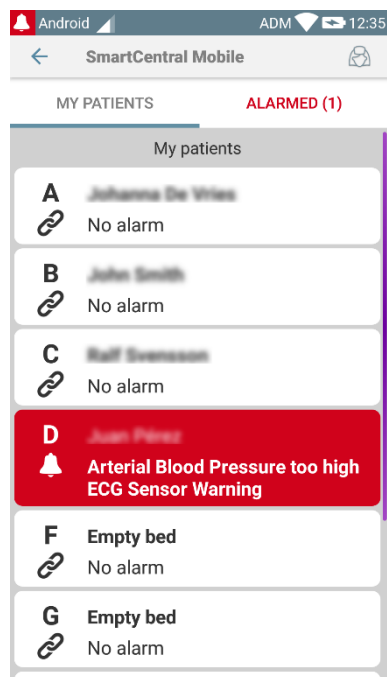 Android
ADM 12:35
SmartCentral Mobile
MY PATIENTS ALARMED (1)
My patients
A
No alarm
B
No alarm
C
No alarm
D
Arterial Blood Pressure too high
ECG Sensor Warning
F Empty bed
No alarm
G Empty bed
No alarm